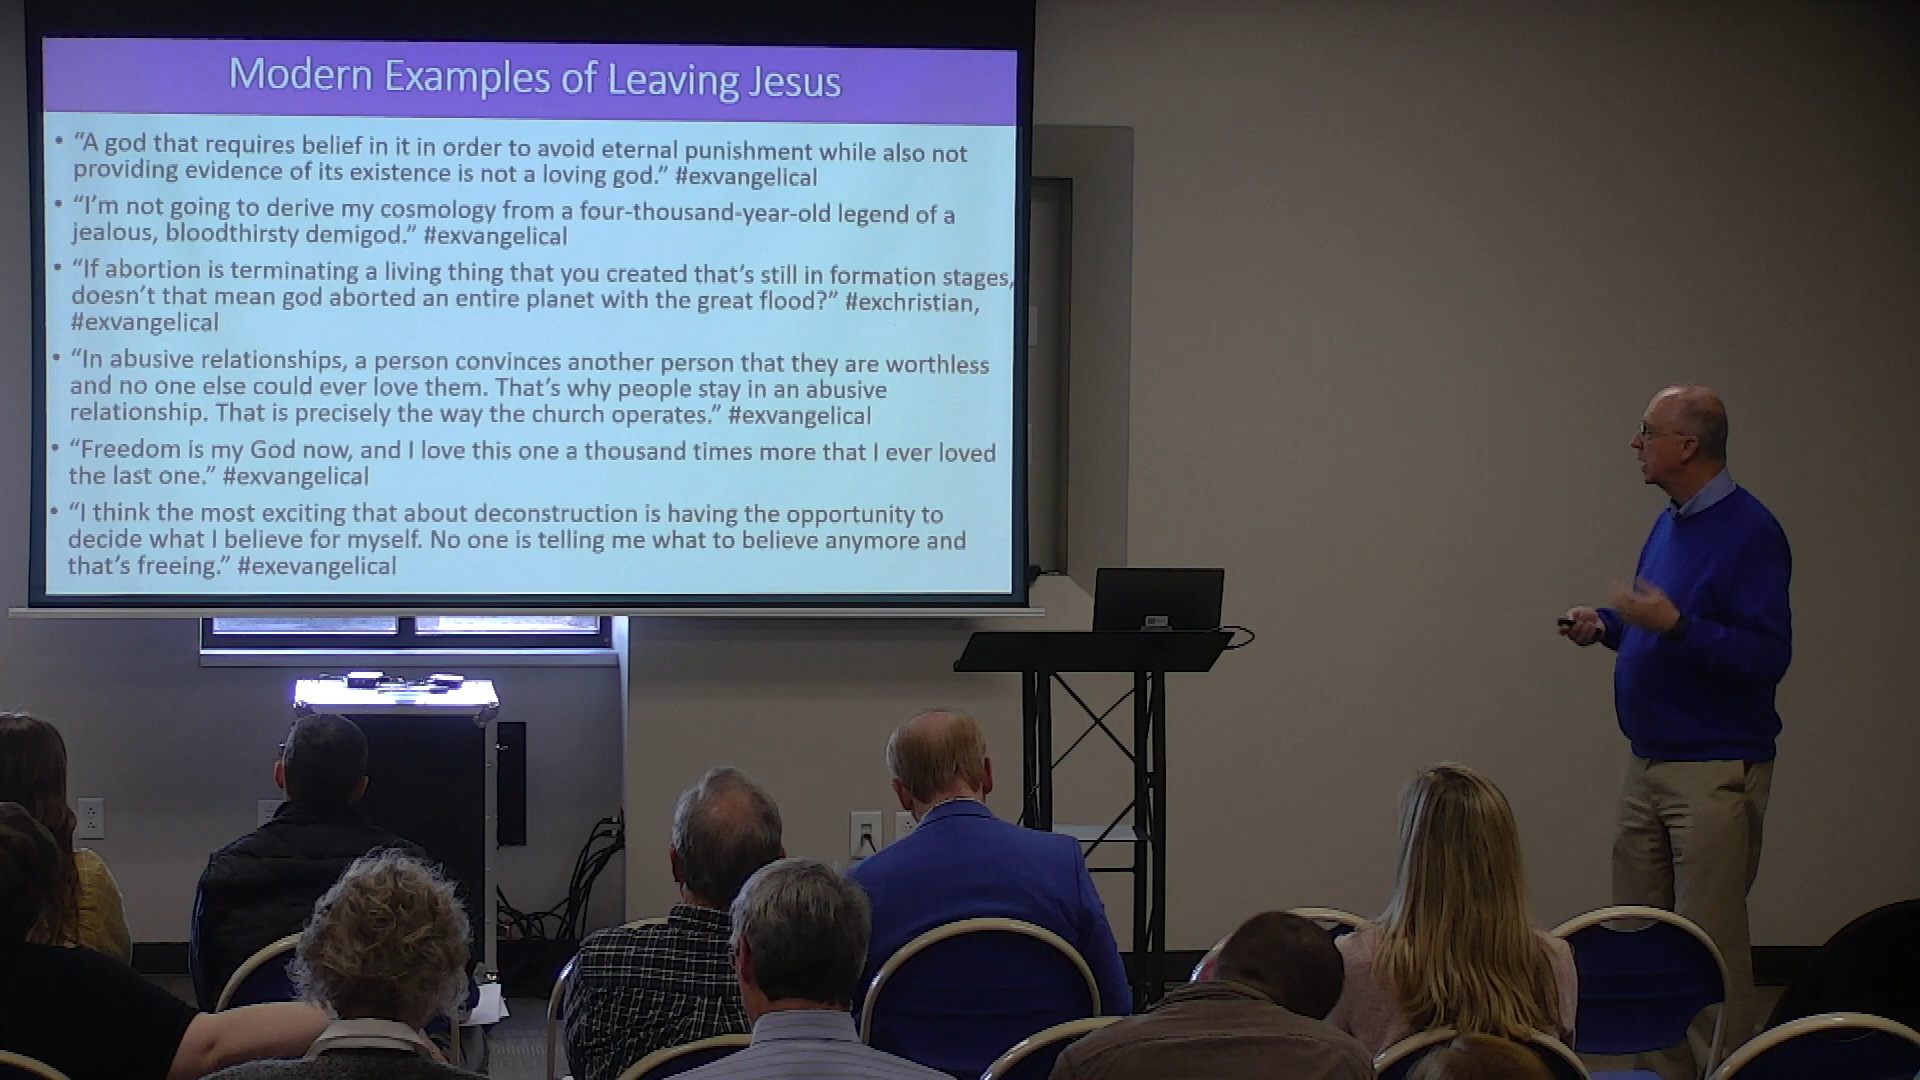 Modern Examples of Leaving Jesus
• “A god that requires belief in it in order to avoid eternal punishment while also not
providing evidence of its existence is not a loving god.” #exvangelical
• “I’m not going to derive my cosmology from a four-thousand-year-old legend of a
jealous, bloodthirsty demigod.” #exvangelical
• “If abortion is terminating a living thing that you created that’s still in formation stages,
doesn’t that mean god aborted an entire planet with the great flood?” #exchristian,
#exvangelical
• “In abusive relationships, a person convinces another person that they are worthless
and no one else could ever love them. That’s why people stay in an abusive
relationship. That is precisely the way the church operates.” #exvangelical
• “Freedom is my God now, and I love this one a thousand times more that I ever loved
the last one.” #exvangelical
• “I think the most exciting that about deconstruction is having the opportunity to
decide what I believe for myself. No one is telling me what to believe anymore and
that’s freeing.” #exevangelical